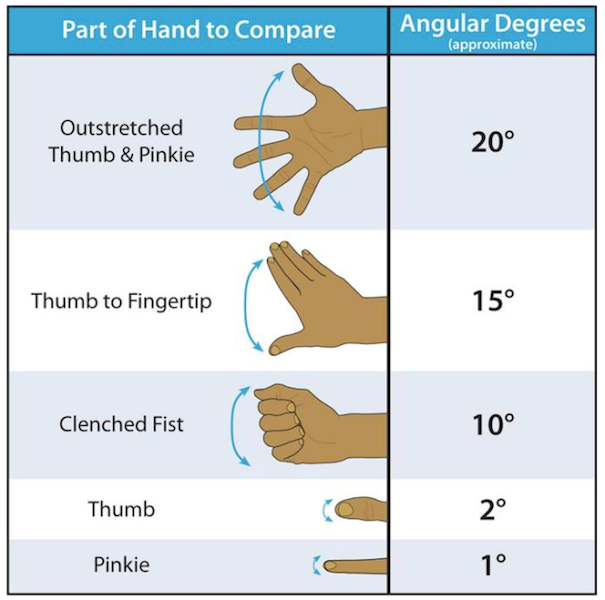 Part of Hand to Compare
Angular Degrees
(approximate)
Outstretched
Thumb & Pinkie
20°
Thumb to Fingertip
15°
Clenched Fist
10°
Thumb
2°
Pinkie
1°